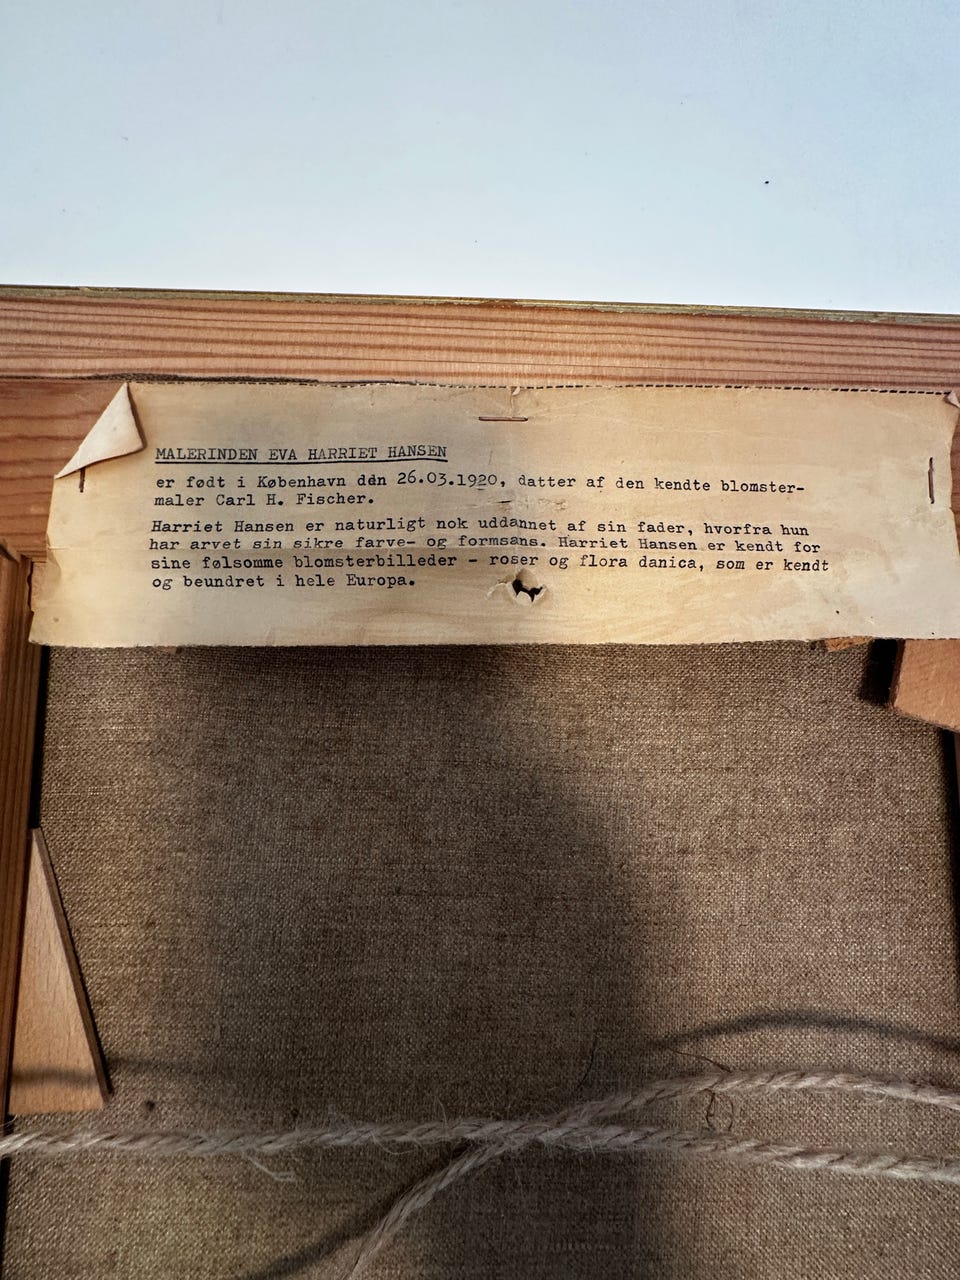 MALERINDEN EVA HARRIET HANSEN
er født i København ddn 26.03.1920, datter af den kendte blomster-
maler Carl H. Fischer.
Harriet Hansen er naturligt nok uddannet af sin fader, hvorfra hun
har arvet sin sikre farve- og formsans. Harriet Hansen er kendt for
sine følsomme blomsterbilleder - roser og flora danica, som er kendt
og beundret i hele Europa.